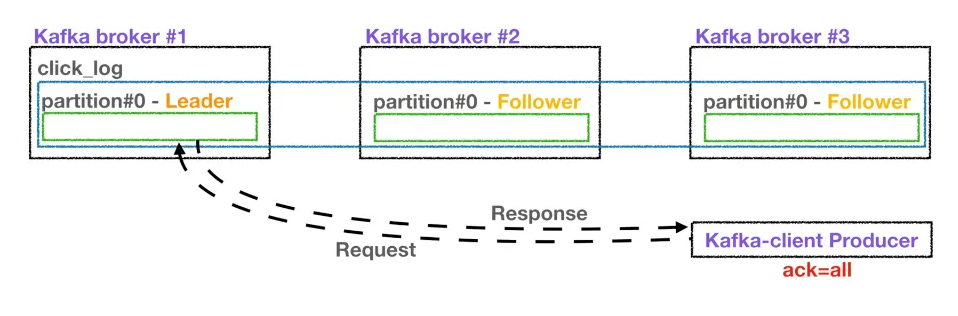 Kafka broker #1
Kafka broker #2
Kafka broker #3
click_log
partition#0 - Leader
partition#0 - Follower
partition#0 - Follower
Response
Request
Kafka-client Producer
ack=all